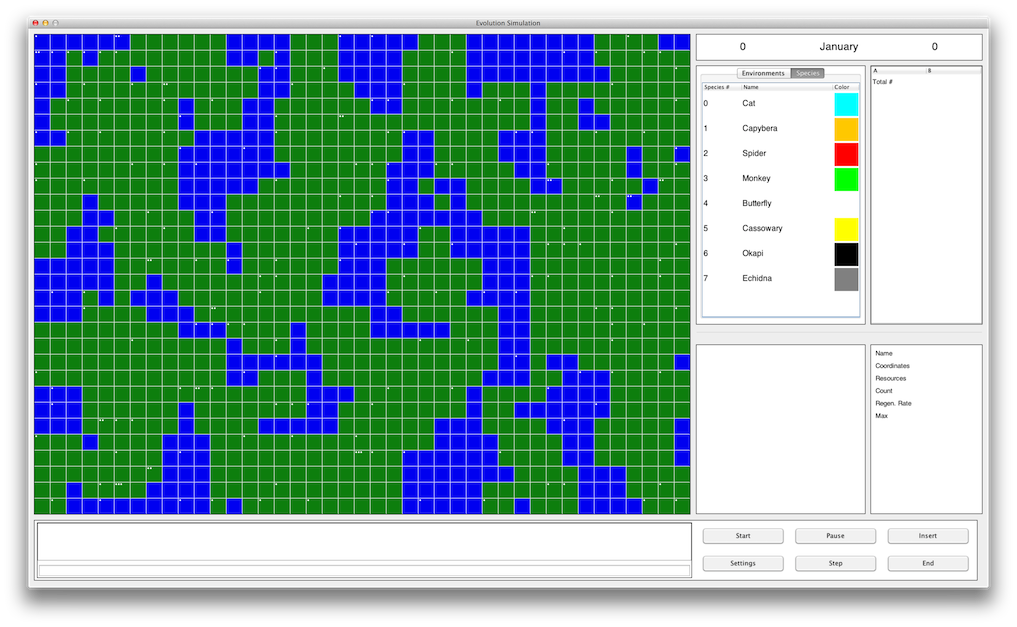 Evolution Simulation
0 January 0
Environments Species
Species # Name Color
0 Cat
1 Capybera
2 Spider
3 Monkey
4 Butterfly
5 Cassowary
6 Okapi
7 Echidna
A B
Total #
Name
Coordinates
Resources
Count
Regen. Rate
Max
Start Pause Insert
Settings Step End